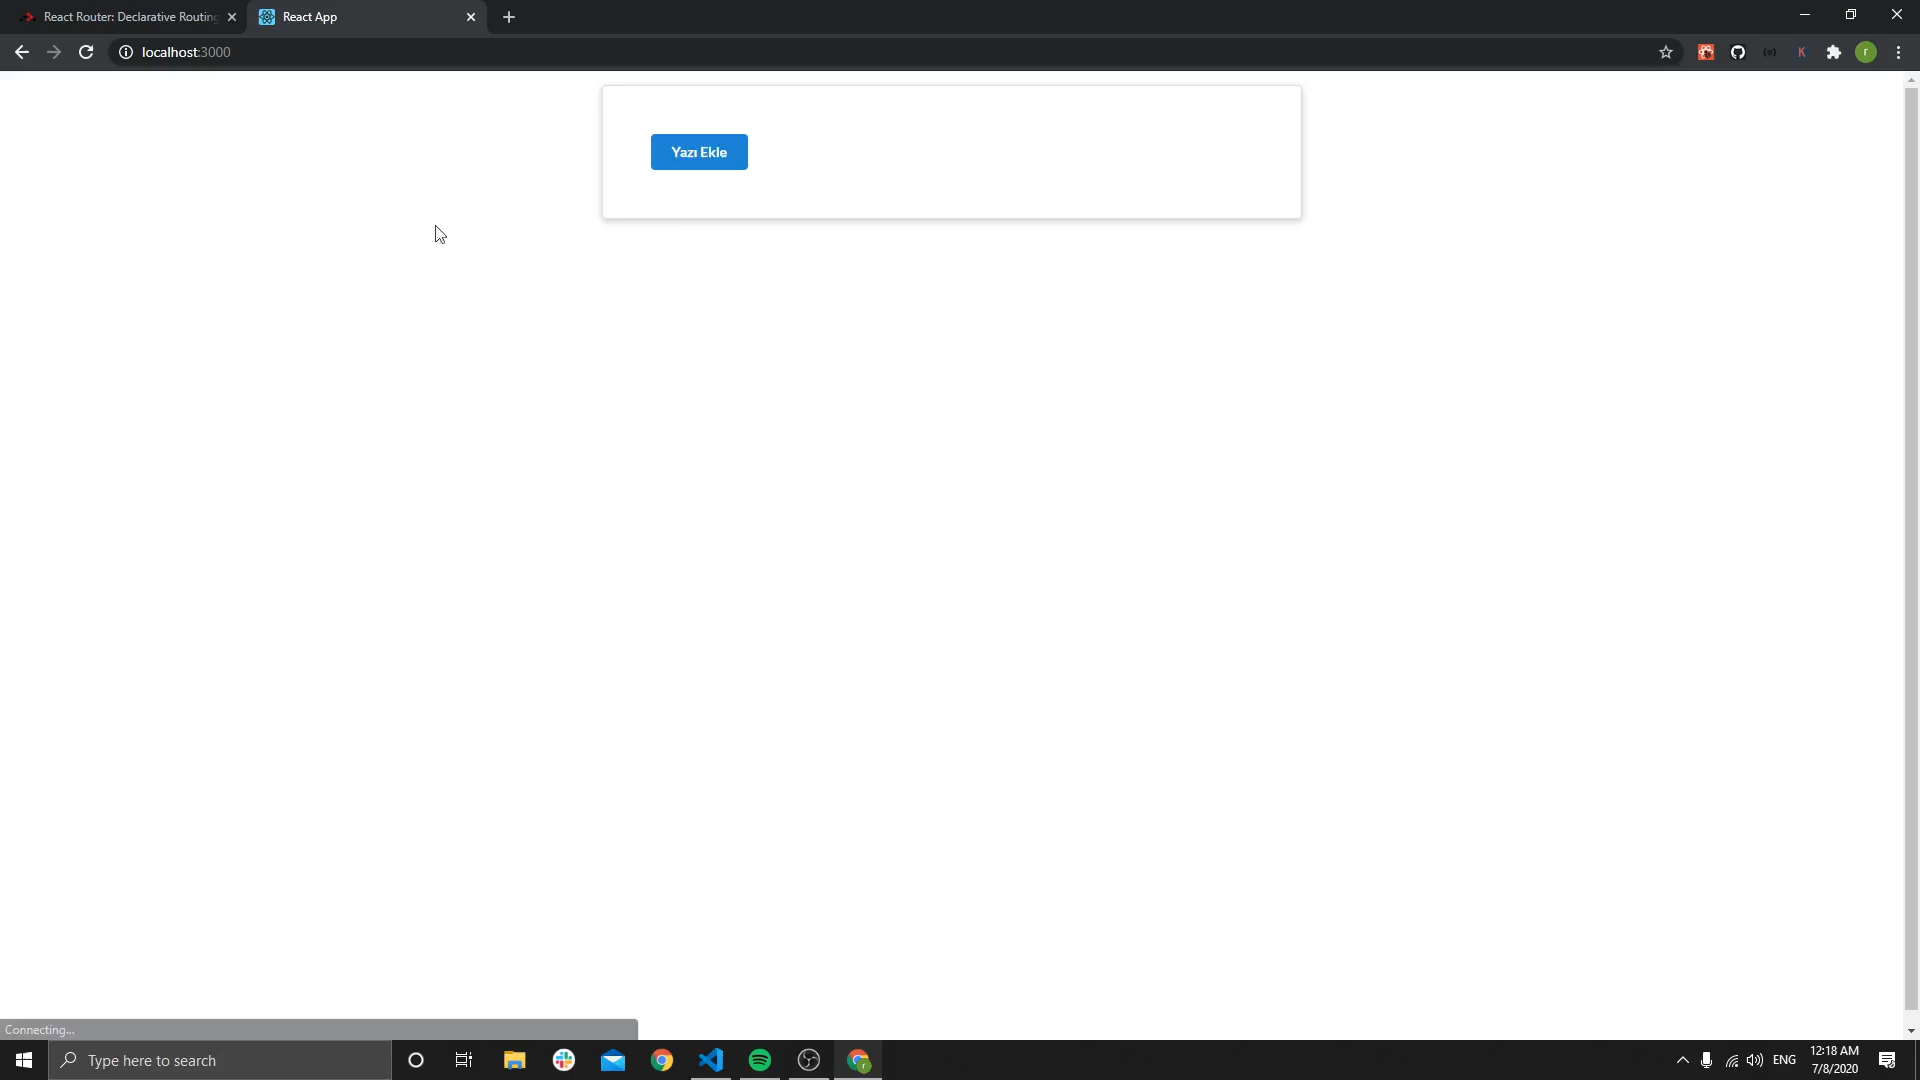 React Router: Declarative Routing
React App
localhost:3000
K
r
Yazı Ekle
Connecting...
Type here to search
r
ENG
12:18 AM
7/8/2020